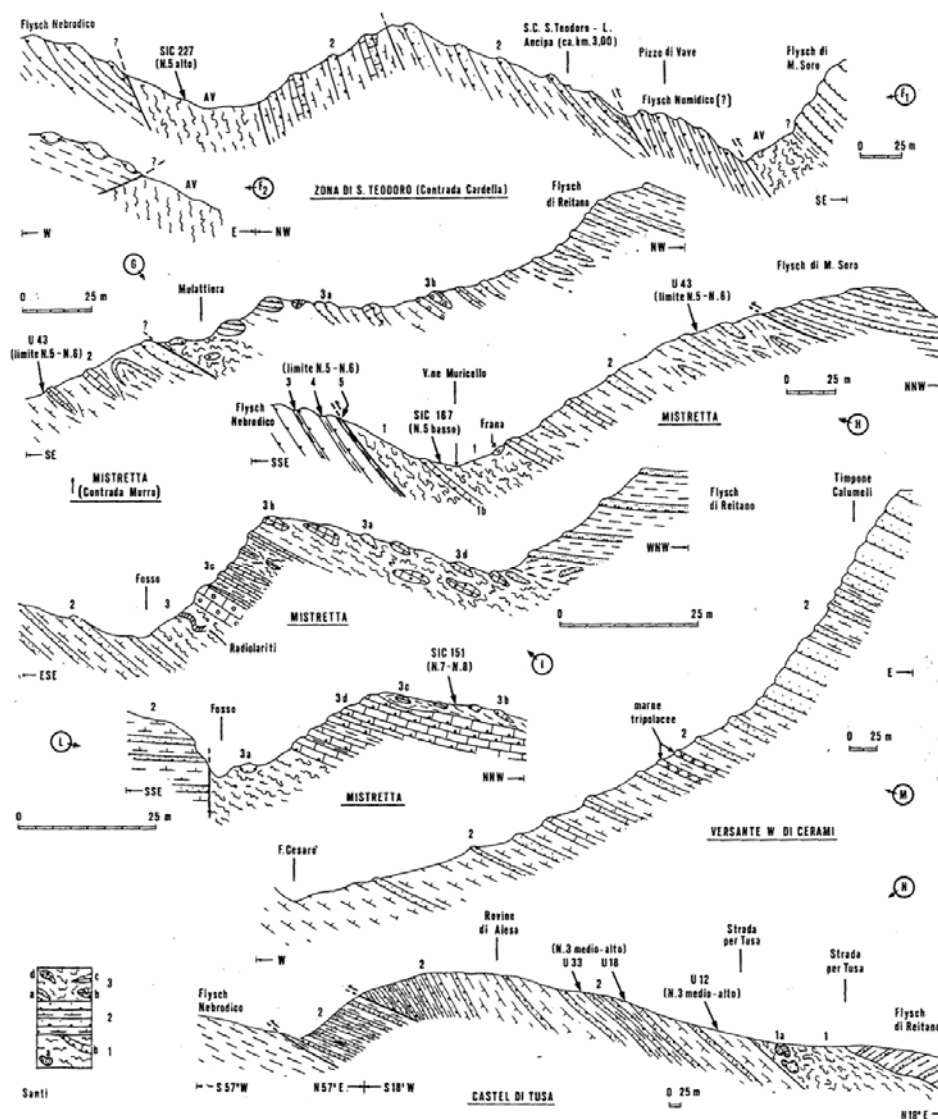 Flysch Nebrodico
?
SIC 227
(N.5 alto)
AV
2
2
S.C. S. Teodoro - L.
Ancipa (ca. km. 3,00)
Pizzo di Vave
Flysch Numidico (?)
AV
?
Flysch di
M. Soro
F1
0 25 m
SE
?
AV
F2
W
E
NW
ZONA DI S. TEODORO (Contrada Cardella)
G
0 25 m
Mulattiera
U 43
(limite N.5-N.6)
2
?
3a
3b
Flysch
di Reitano
NW
SE
MISTRETTA
(Contrada Murro)
Flysch
Nebrodico
(limite N.5-N.6)
3 4 5
1
V.ne Muricello
SIC 167
(N.5 basso)
1
Frana
1b
2
U 43
(limite N.5-N.6)
Flysch di M. Soro
0 25 m
SSE
NNW
MISTRETTA
H
2
Fosso
3
3c
3b
3a
3d
Radiolariti
Flysch
di Reitano
WNW
ESE
MISTRETTA
0 25 m
I
L
2
Fosso
3a
3d
3c
SIC 151
(N.7-N.8)
3b
SSE
NNW
MISTRETTA
0 25 m
Timpone
Calumeli
2
E
0 25 m
marne
tripolacee
2
2
F. Cesarò
W
VERSANTE W DI CERAMI
M
N
Flysch
Nebrodico
2
2
Rovine
di Alesa
(N.3 medio-alto)
U 33 U 18
2
U 12
(N.3 medio-alto)
Strada
per Tusa
1a
1
Strada
per Tusa
Flysch
di Reitano
S 57° W
N 57° E
S 18° W
CASTEL DI TUSA
0 25 m
N 18° E
d c
3
a b
2
b
1
a
Santi